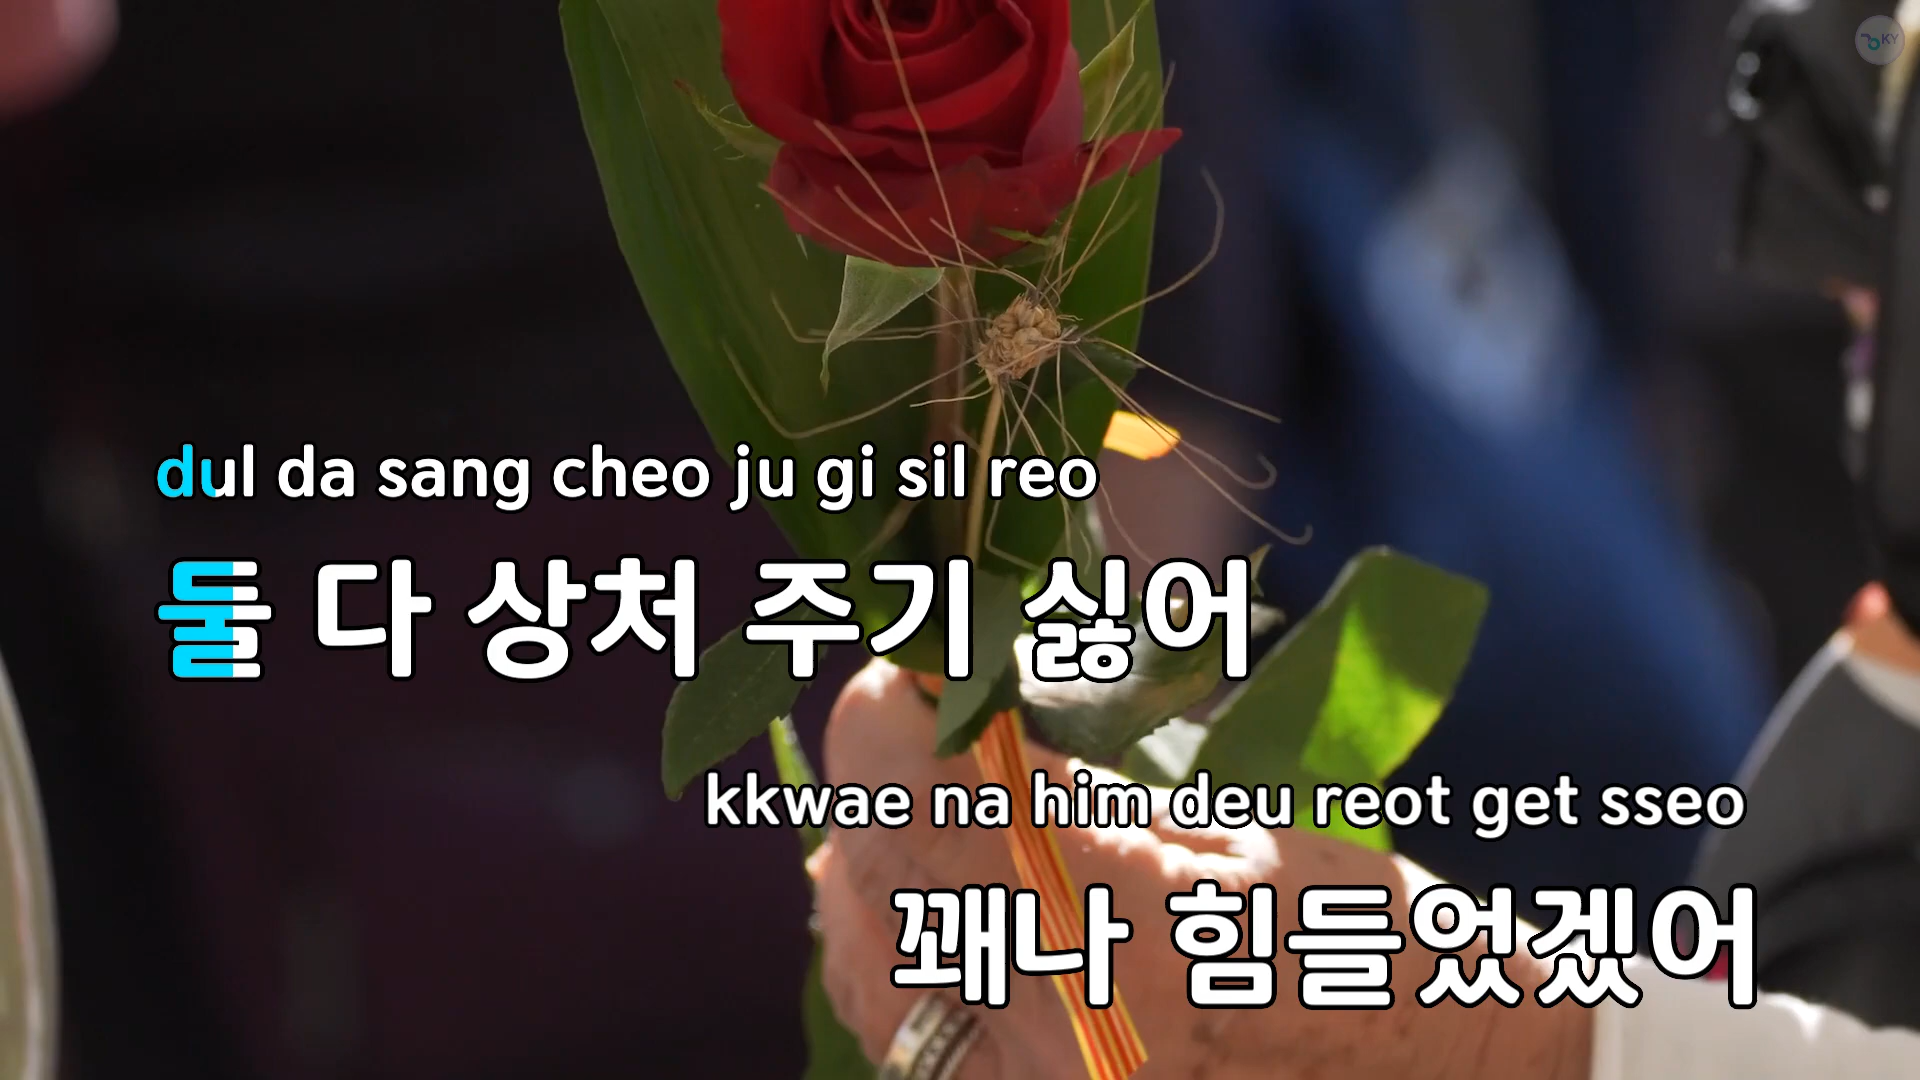 KY
dul da sang cheo ju gi sil reo
둘 다 상처 주기 싫어
kkwae na him deu reot get sseo
꽤나 힘들었겠어